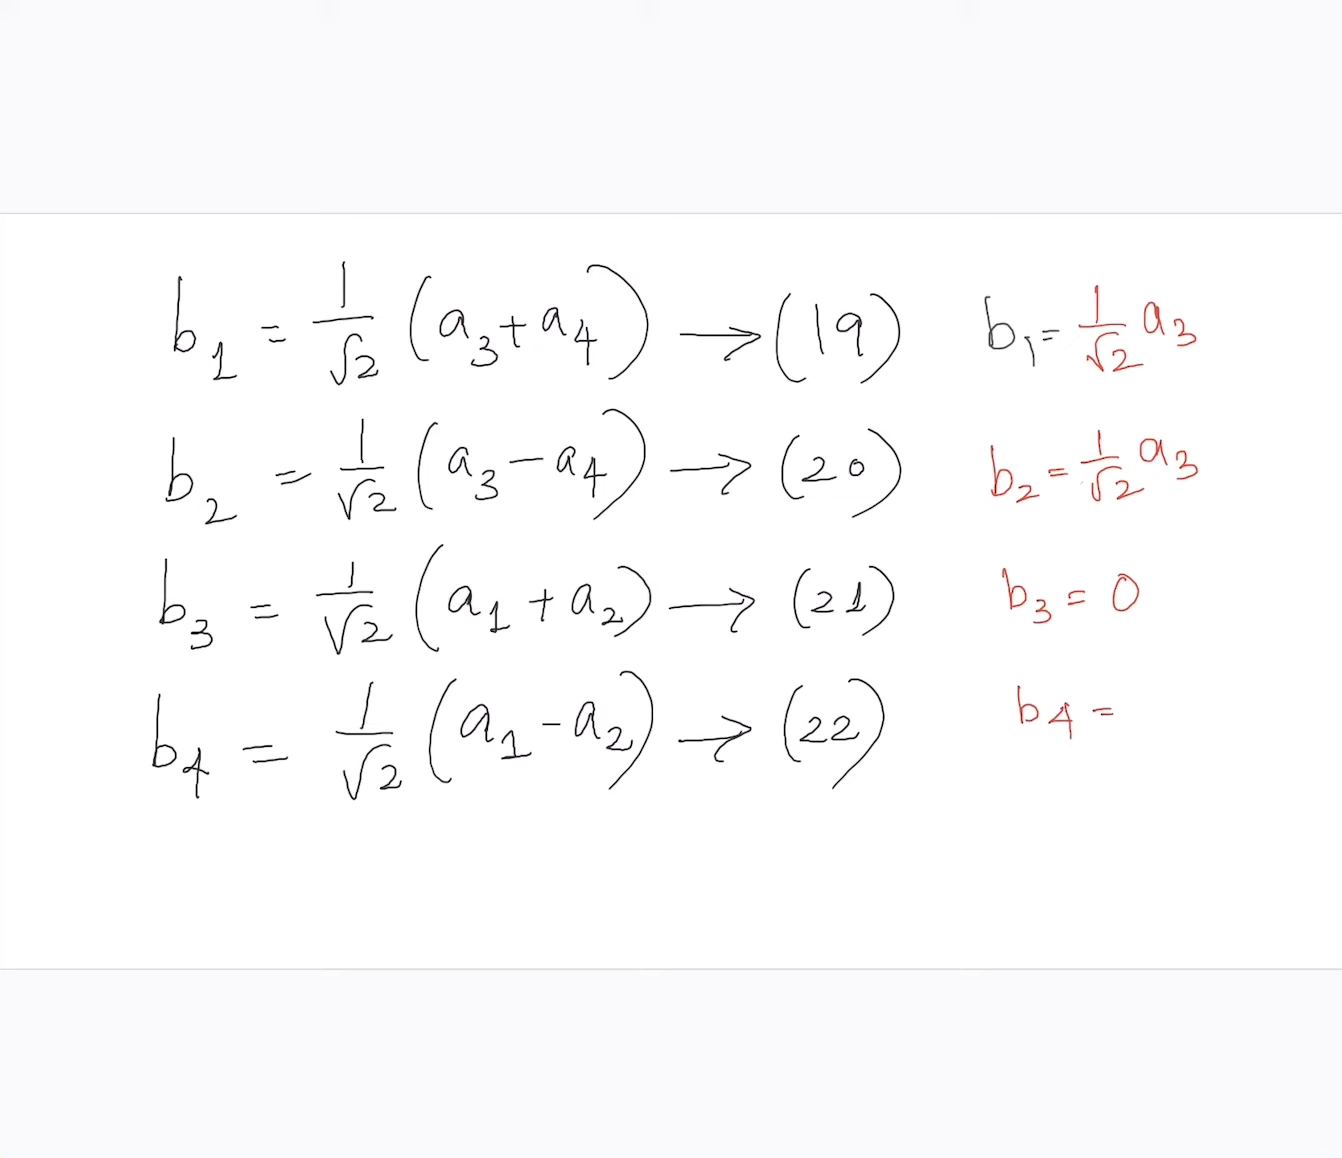 b₁ = 1/√2 (a₃+a₄) → (19) b₁ = 1/√2 a₃
b₂ = 1/√2 (a₃−a₄) → (20) b₂ = 1/√2 a₃
b₃ = 1/√2 (a₁+a₂) → (21) b₃ = 0
b₄ = 1/√2 (a₁−a₂) → (22) b₄ =